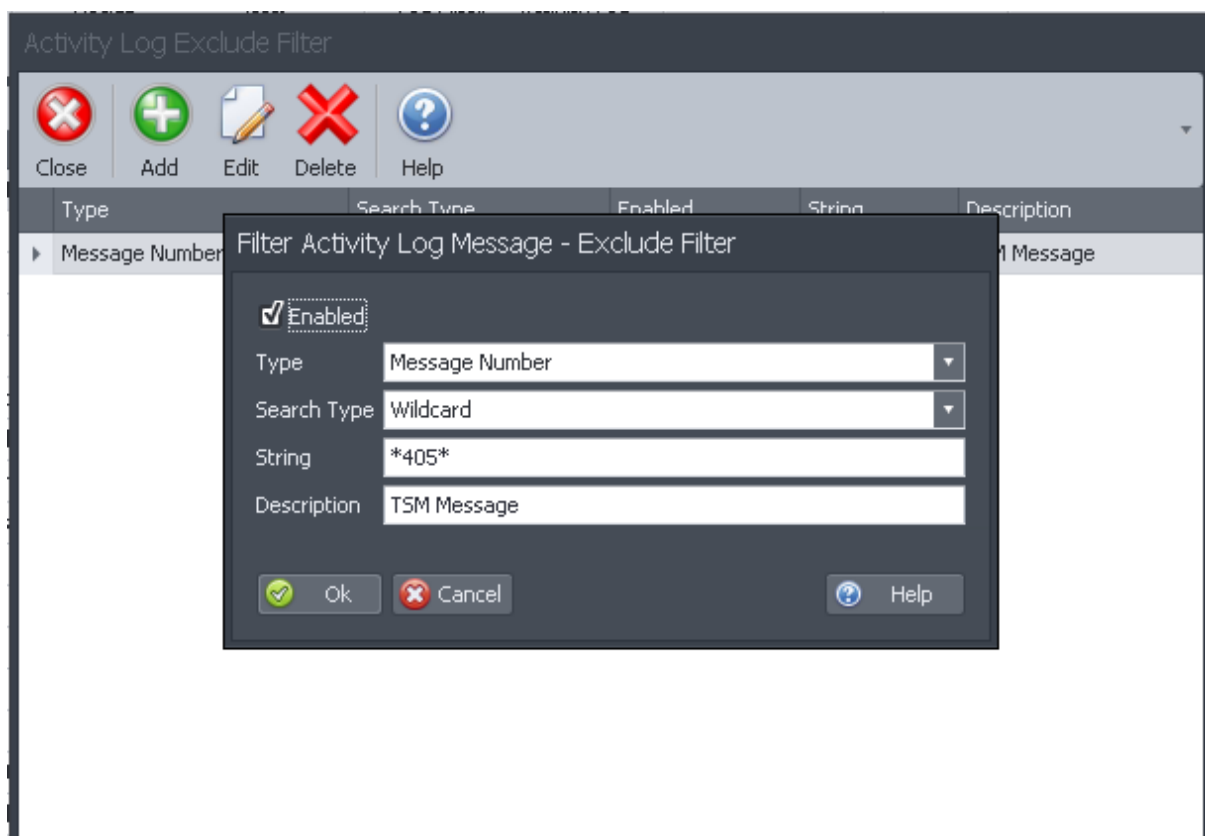 Activity Log Exclude Filter
Close Add Edit Delete Help
Type Search Type Enabled String Description
Message Number Message
Filter Activity Log Message - Exclude Filter
Enabled
Type Message Number
Search Type Wildcard
String *405*
Description TSM Message
Ok Cancel Help